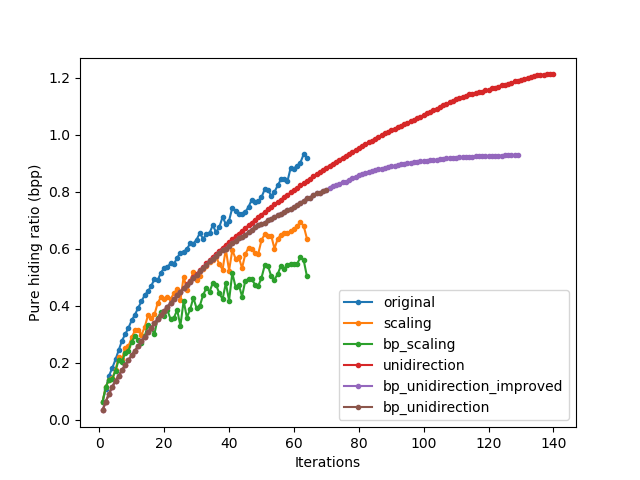 1.2
1.0
0.8
0.6
0.4
0.2
0.0
Pure hiding ratio (bpp)
original
scaling
bp_scaling
unidirection
bp_unidirection_improved
bp_unidirection
0 20 40 60 80 100 120 140
Iterations